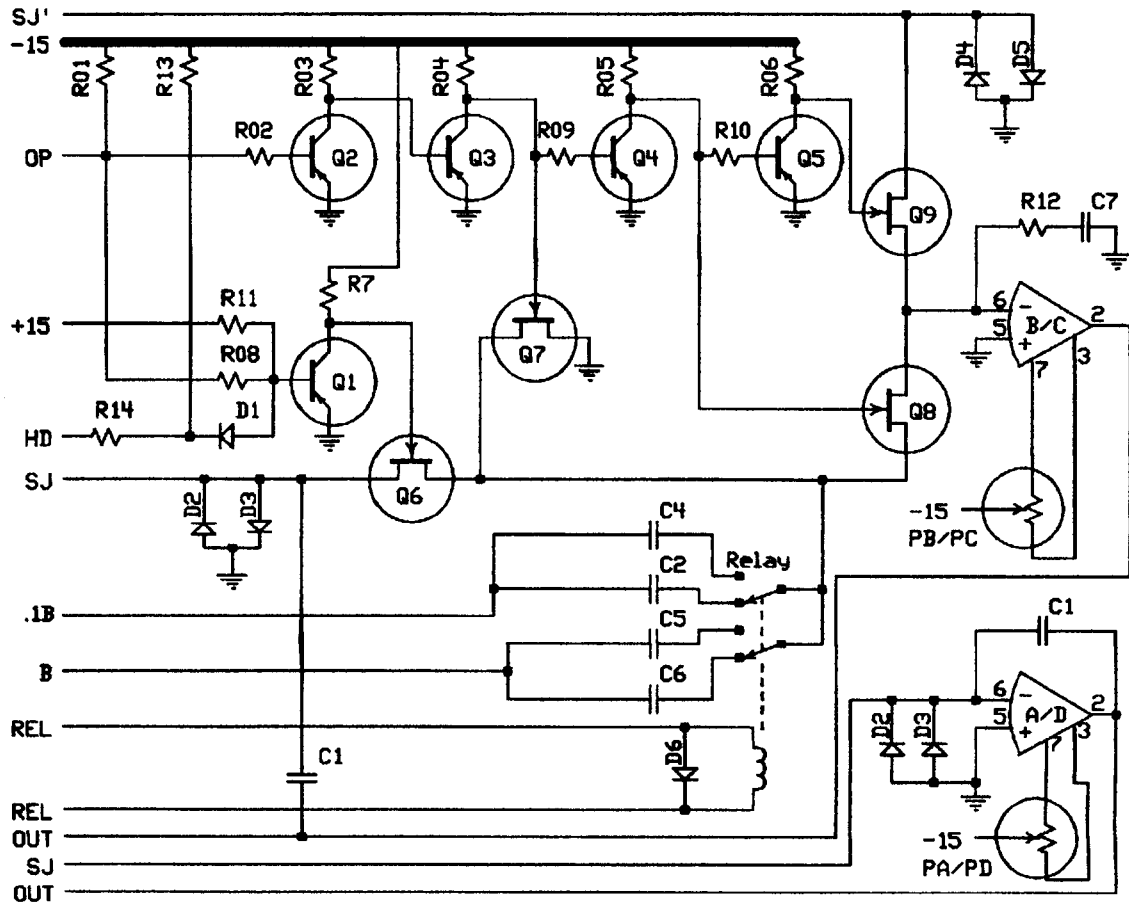 SJ'
-15
R01
R13
R03
R04
R05
R06
D4
D5
R02
R09
R10
OP
Q2
Q3
Q4
Q5
Q9
R12
C7
R7
R11
+15
R08
Q7
6
-
B/C
2
5
+
3
7
Q1
Q8
R14
D1
HD
SJ
D2
D3
Q6
-15
PB/PC
C4
Relay
C2
.1B
C5
C1
B
C6
6
-
A/D
2
5
+
3
7
D2
D3
REL
D6
C1
REL
OUT
-15
SJ
PA/PD
OUT